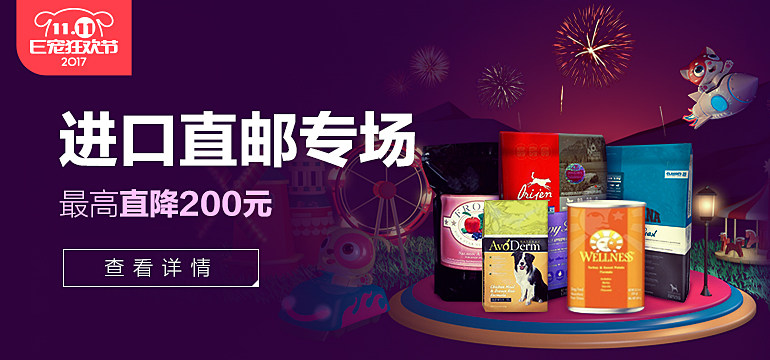 11.11
E宠狂欢节
2017
进口直邮专场
最高直降200元
查看详情
Orijen
AvoDerm
WELLNESS